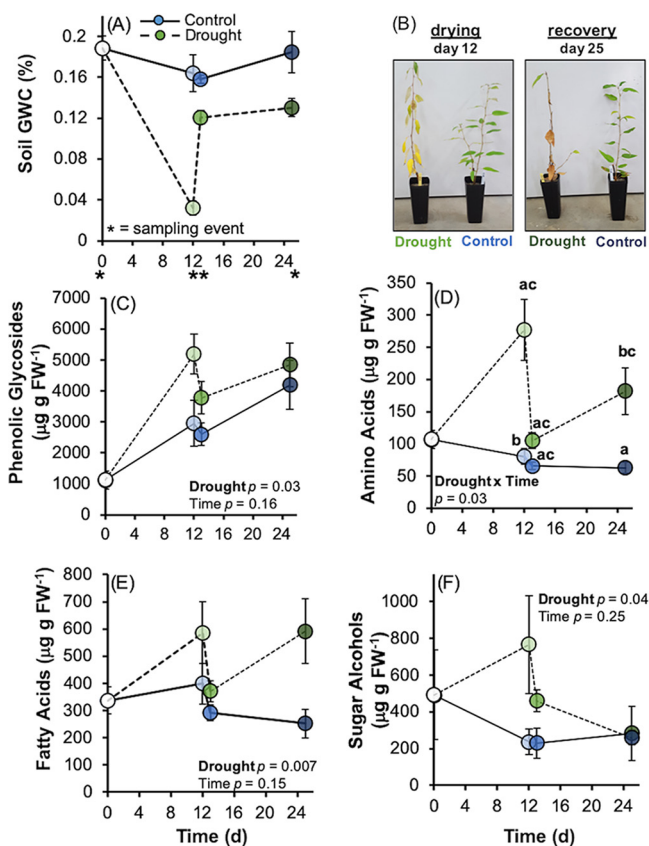 (A)
Control
Drought
Soil GWC (%)
0.2
0.16
0.12
0.08
0.04
0
* = sampling event
0 4 8 12 16 20 24
* ** *
(B)
drying
day 12
recovery
day 25
Drought Control
Drought Control
(C)
Phenolic Glycosides
(µg g FW-1)
7000
6000
5000
4000
3000
2000
1000
0
Drought p = 0.03
Time p = 0.16
0 4 8 12 16 20 24
(D)
Amino Acids (µg g FW-1)
350
300
250
200
150
100
50
0
ac
ac
bc
b
ac
a
Drought x Time
p = 0.03
0 4 8 12 16 20 24
(E)
Fatty Acids (µg g FW-1)
800
700
600
500
400
300
200
100
0
Drought p = 0.007
Time p = 0.15
0 4 8 12 16 20 24
Time (d)
(F)
Sugar Alcohols
(µg g FW-1)
1000
800
600
400
200
0
Drought p = 0.04
Time p = 0.25
0 4 8 12 16 20 24
Time (d)